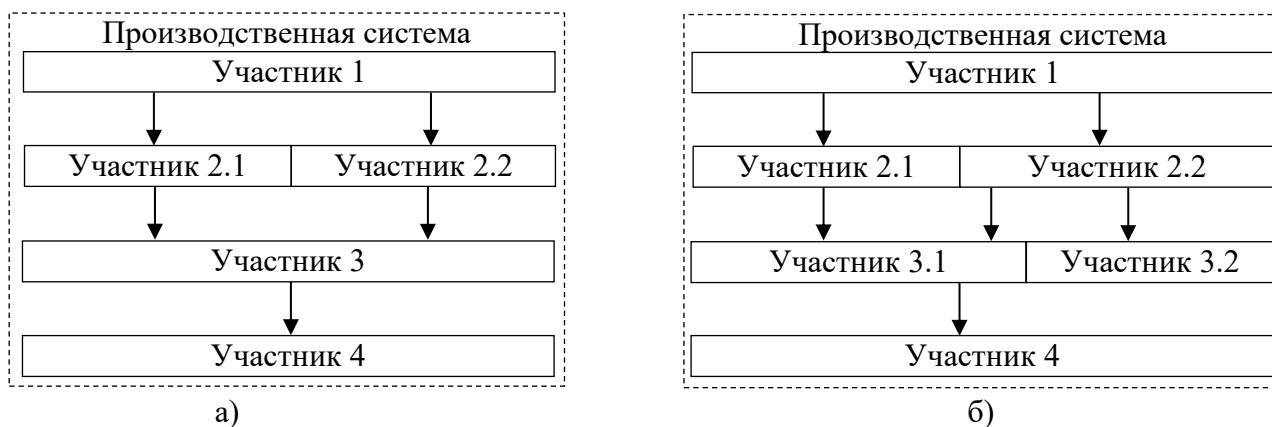 Производственная система
Участник 1
Участник 2.1 Участник 2.2
Участник 3
Участник 4
а)
Производственная система
Участник 1
Участник 2.1 Участник 2.2
Участник 3.1 Участник 3.2
Участник 4
б)